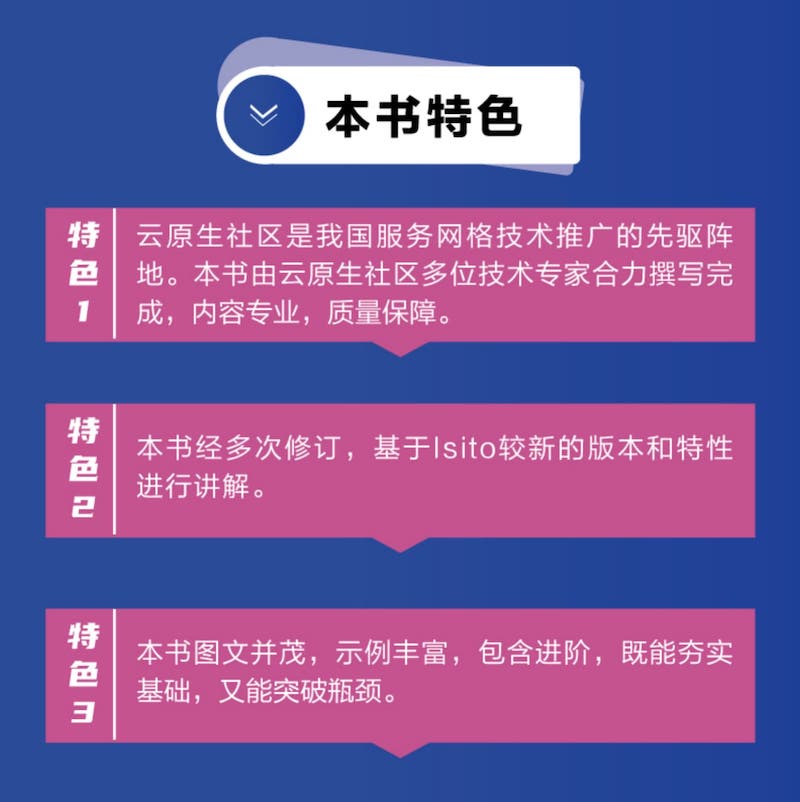 本书特色
特色1
云原生社区是我国服务网格技术推广的先驱阵
地。本书由云原生社区多位技术专家合力撰写完
成，内容专业，质量保障。
特色2
本书经多次修订，基于Isito较新的版本和特性
进行讲解。
特色3
本书图文并茂，示例丰富，包含进阶，既能夯实
基础，又能突破瓶颈。